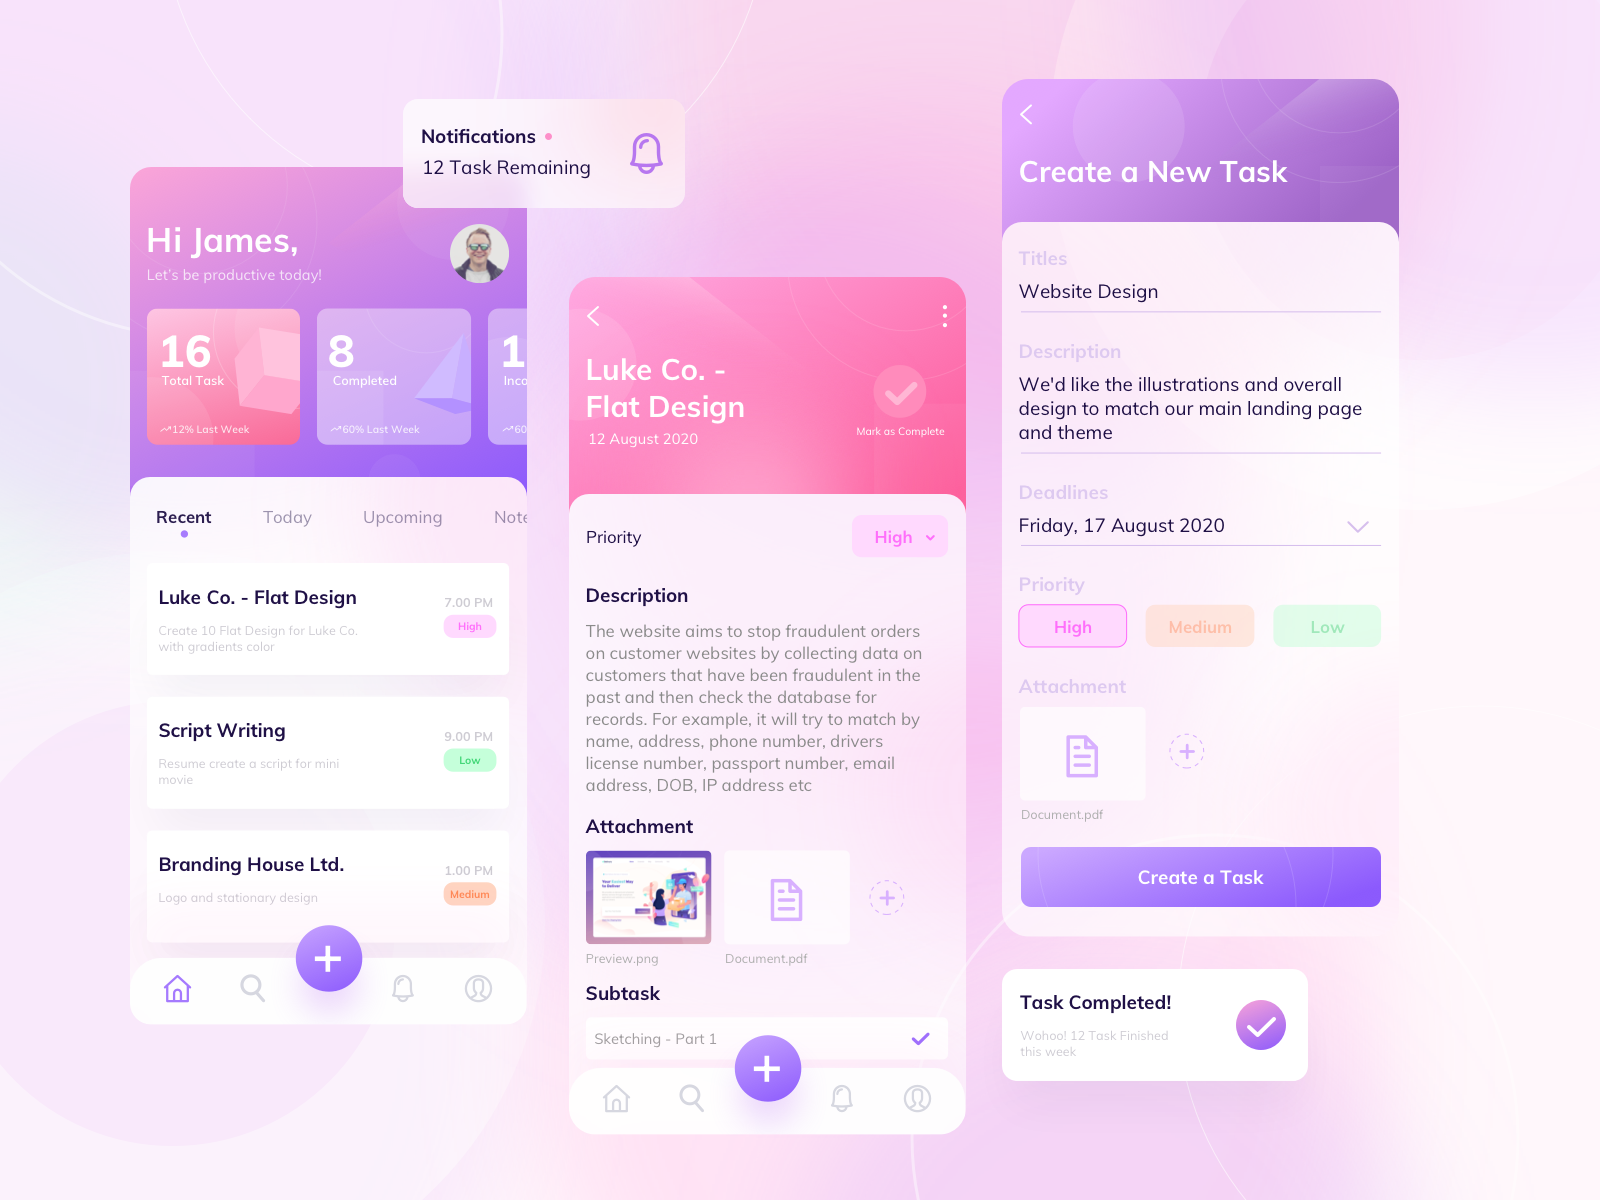 Notifications
12 Task Remaining
Hi James,
Let's be productive today!
16
Total Task
12% Last Week
8
Completed
60% Last Week
1
Inco
60
Recent
Today
Upcoming
Note
Luke Co. - Flat Design
Create 10 Flat Design for Luke Co.
with gradients color
7.00 PM
High
Script Writing
Resume create a script for mini
movie
9.00 PM
Low
Branding House Ltd.
Logo and stationary design
1.00 PM
Medium
Luke Co. -
Flat Design
12 August 2020
Mark as Complete
Priority
High
Description
The website aims to stop fraudulent orders
on customer websites by collecting data on
customers that have been fraudulent in the
past and then check the database for
records. For example, it will try to match by
name, address, phone number, drivers
license number, passport number, email
address, DOB, IP address etc
Attachment
Preview.png
Document.pdf
Subtask
Sketching - Part 1
Create a New Task
Titles
Website Design
Description
We'd like the illustrations and overall
design to match our main landing page
and theme
Deadlines
Friday, 17 August 2020
Priority
High
Medium
Low
Attachment
Document.pdf
Create a Task
Task Completed!
Wohoo! 12 Task Finished
this week